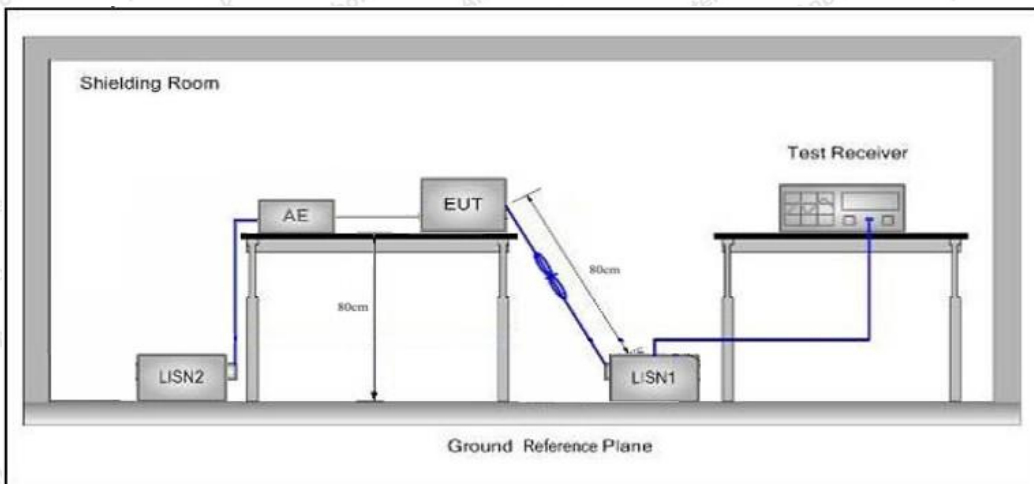 Shielding Room
Test Receiver
AE
EUT
80cm
80cm
LISN2
LISN1
Ground Reference Plane